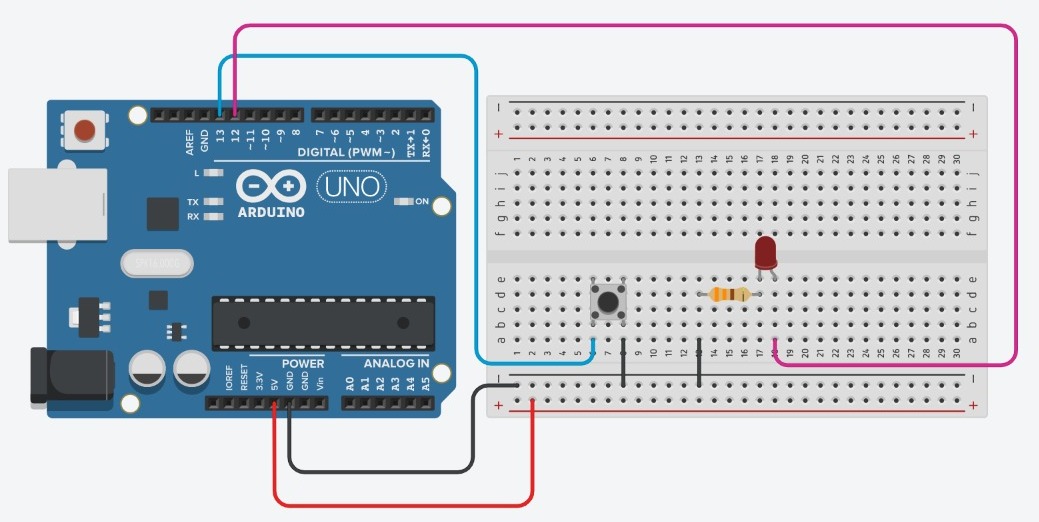 AREF
GND
13
12
~11
~10
~9
8
7
~6
~5
4
~3
2
TX→1
RX←0
DIGITAL (PWM~)
L
TX
RX
ARDUINO
UNO
ON
POWER
ANALOG IN
IOREF
RESET
3.3V
5V
GND
GND
Vin
A0
A1
A2
A3
A4
A5
− −
+ +
1 2 3 4 5 6 7 8 9 10 11 12 13 14 15 16 17 18 19 20 21 22 23 24 25 26 27 28 29 30
j j
i i
h h
g g
f f
e e
d d
c c
b b
a a
1 2 3 4 5 6 7 8 9 10 11 12 13 14 15 16 17 18 19 20 21 22 23 24 25 26 27 28 29 30
− −
+ +